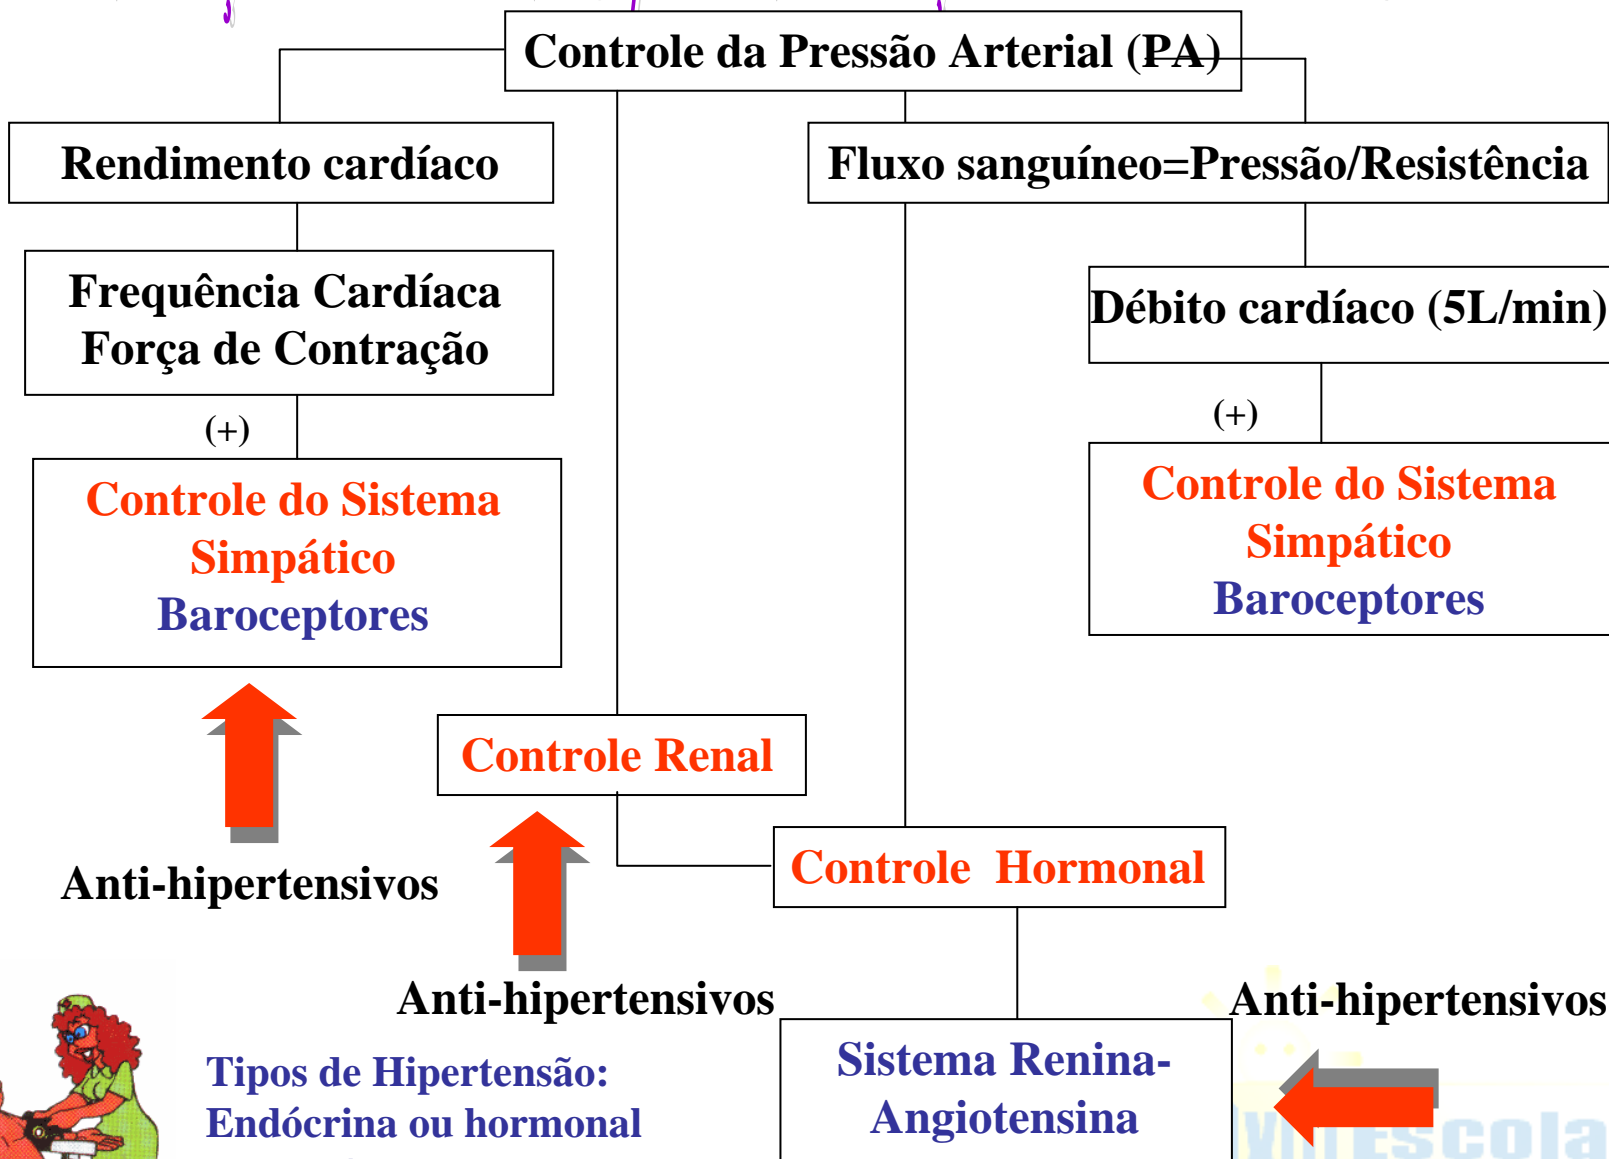 Controle da Pressão Arterial (PA)
Rendimento cardíaco
Fluxo sanguíneo=Pressão/Resistência
Frequência Cardíaca
Força de Contração
Débito cardíaco (5L/min)
(+)
(+)
Controle do Sistema
Simpático
Baroceptores
Controle do Sistema
Simpático
Baroceptores
Controle Renal
Controle Hormonal
Anti-hipertensivos
Anti-hipertensivos
Anti-hipertensivos
Sistema Renina-
Angiotensina
Tipos de Hipertensão:
Endócrina ou hormonal
Escola